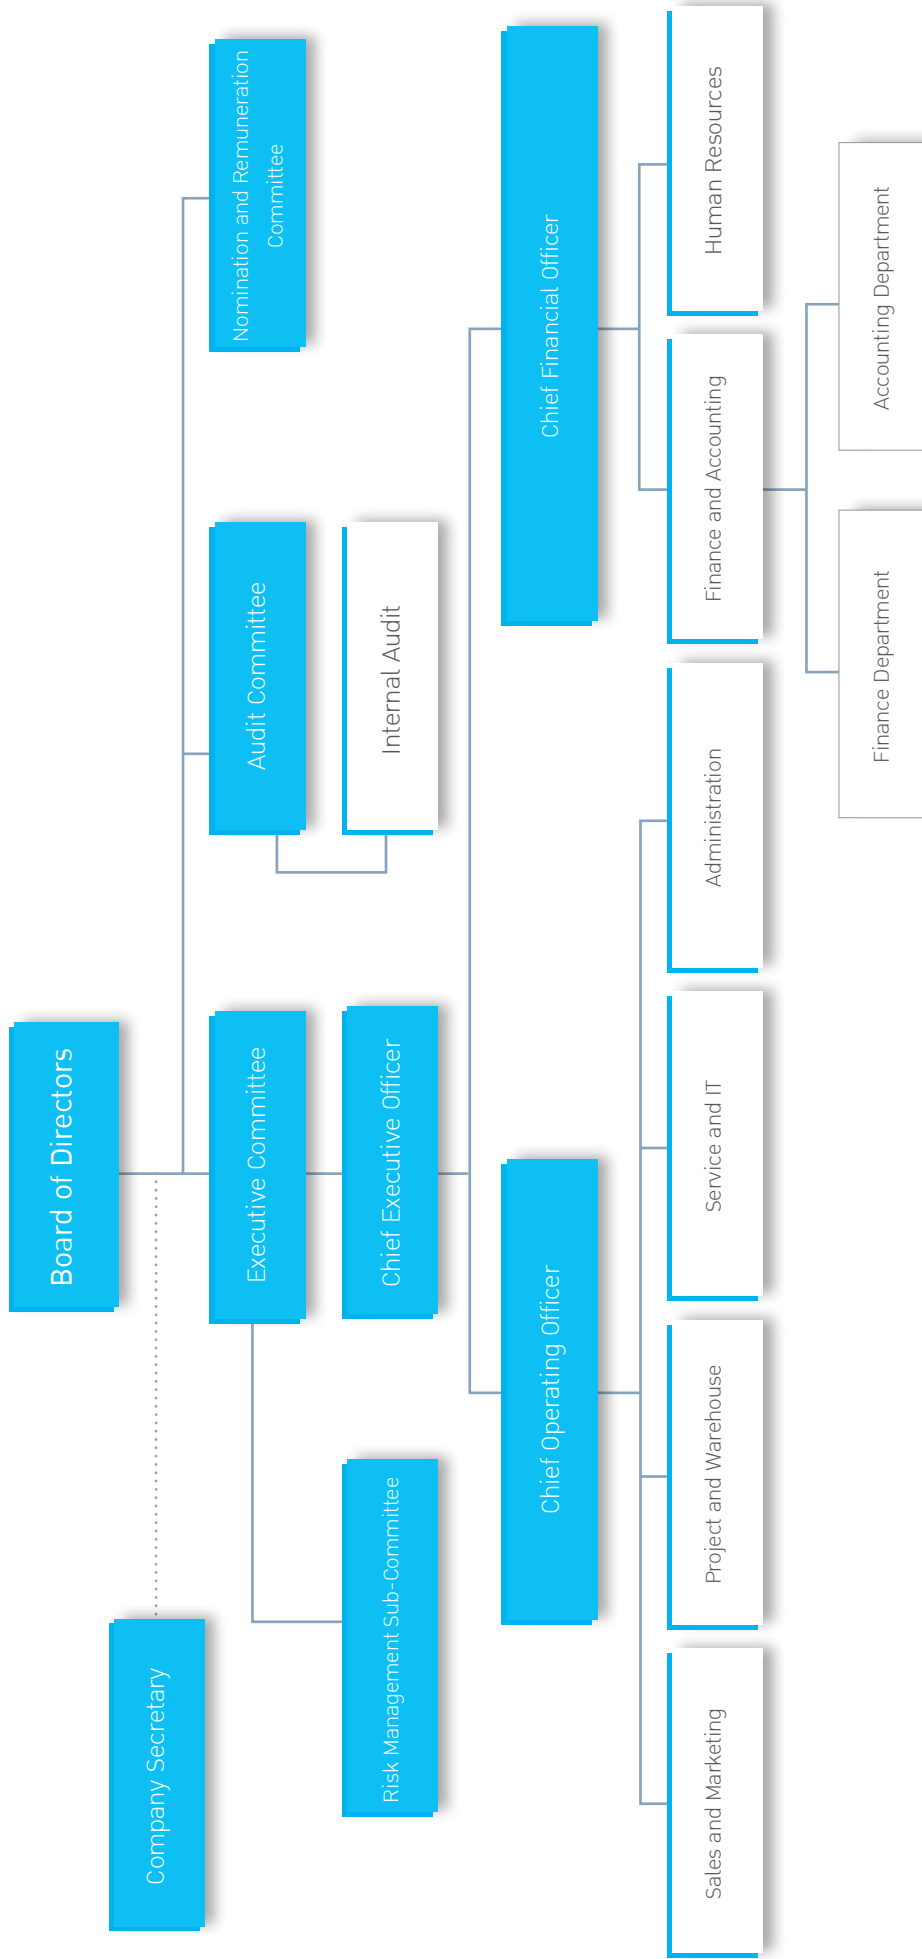 Board of Directors
Company Secretary
Executive Committee
Audit Committee
Nomination and Remuneration
Committee
Risk Management Sub-Committee
Chief Executive Officer
Internal Audit
Chief Operating Officer
Chief Financial Officer
Sales and Marketing
Project and Warehouse
Service and IT
Administration
Finance and Accounting
Human Resources
Finance Department
Accounting Department